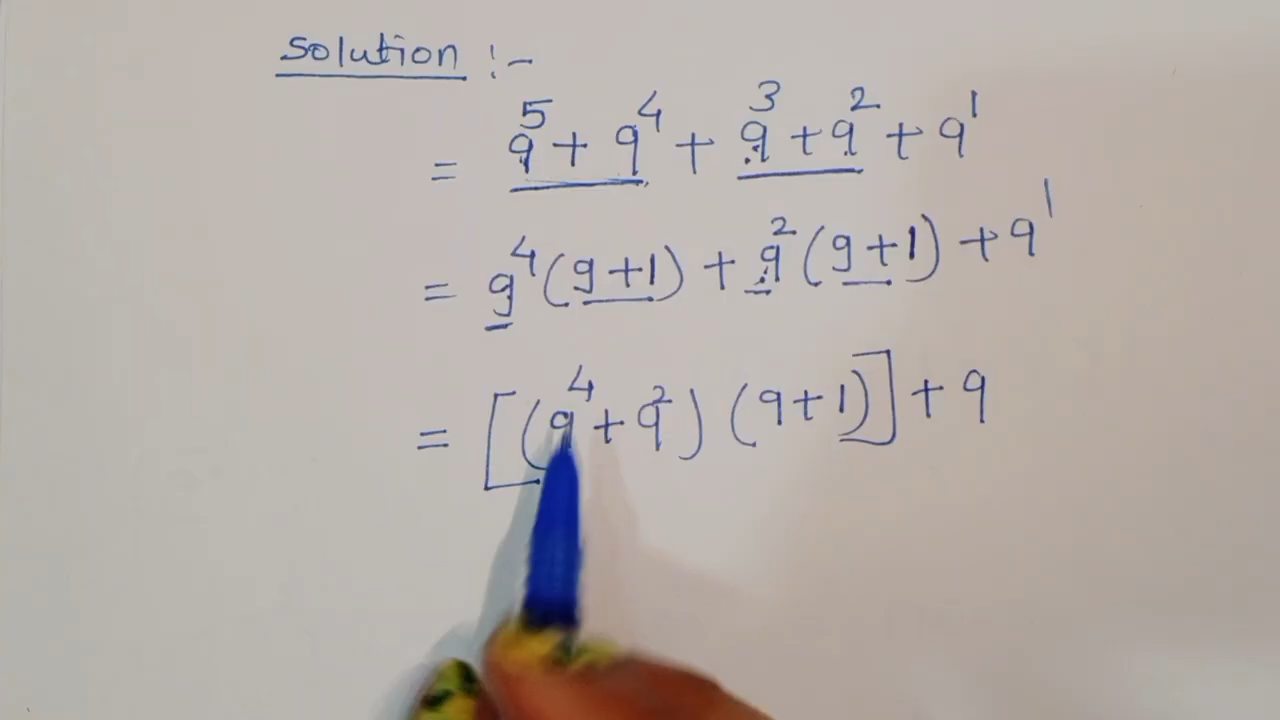 Solution :-
= 9⁵ + 9⁴ + 9³ + 9² + 9¹
= 9⁴(9+1) + 9²(9+1) + 9¹
= [(9⁴ + 9²) (9+1)] + 9